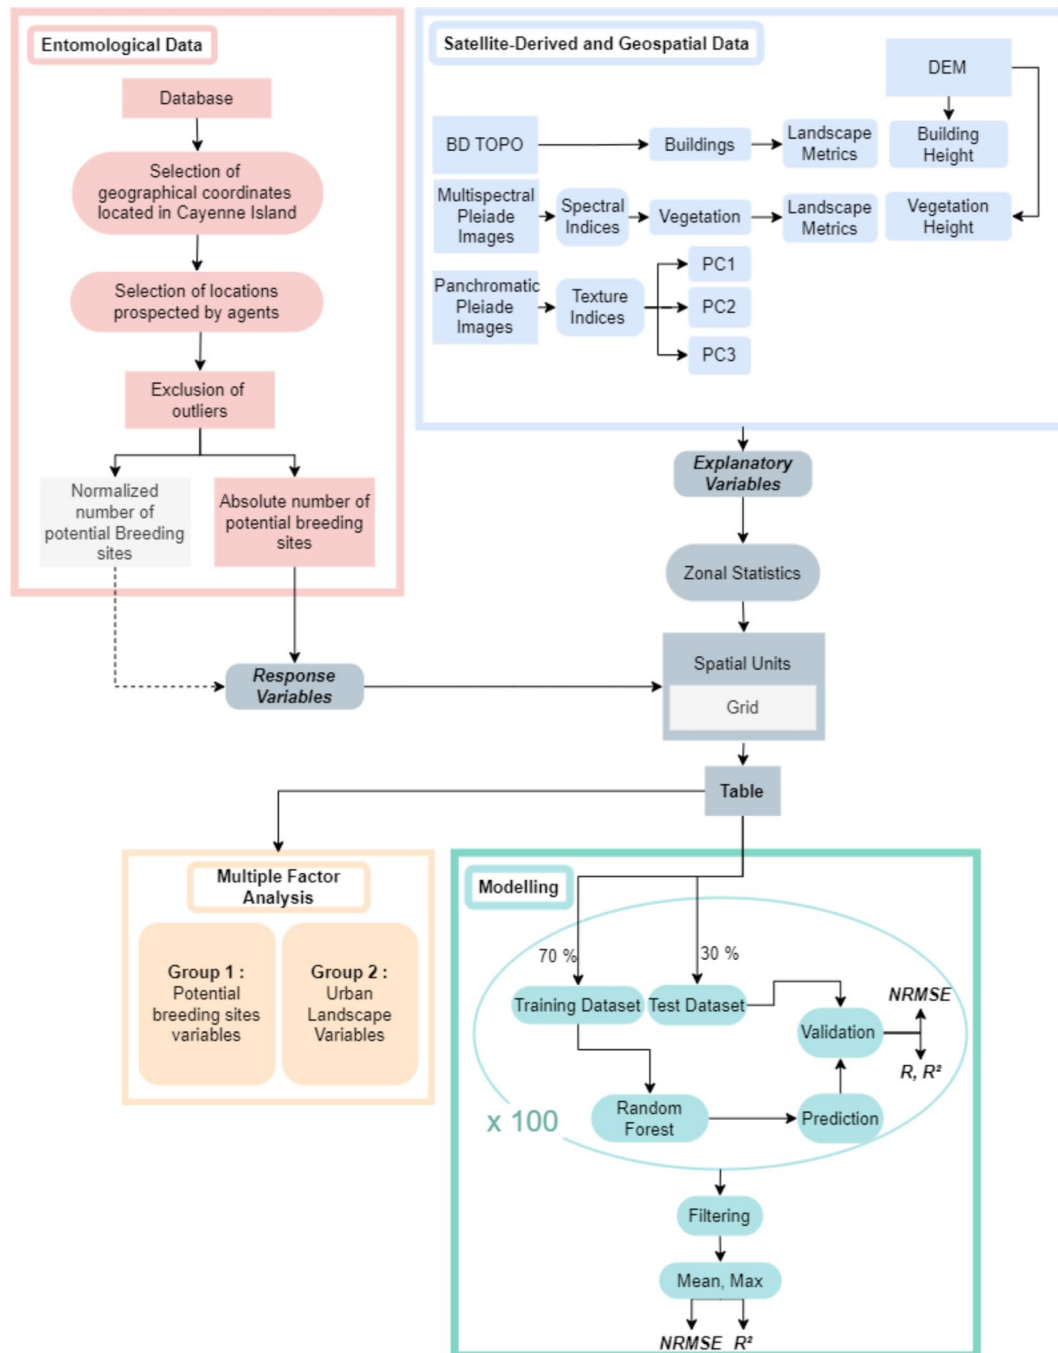 Entomological Data
Database
Selection of
geographical coordinates
located in Cayenne Island
Selection of locations
prospected by agents
Exclusion of
outliers
Normalized
number of
potential Breeding
sites
Absolute number of
potential breeding
sites
Satellite-Derived and Geospatial Data
DEM
BD TOPO
Buildings
Landscape
Metrics
Building
Height
Multispectral
Pleiade
Images
Spectral
Indices
Vegetation
Landscape
Metrics
Vegetation
Height
Panchromatic
Pleiade
Images
Texture
Indices
PC1
PC2
PC3
Explanatory
Variables
Zonal Statistics
Response
Variables
Spatial Units
Grid
Table
Multiple Factor
Analysis
Group 1 :
Potential
breeding sites
variables
Group 2 :
Urban
Landscape
Variables
Modelling
70 %
30 %
Training Dataset
Test Dataset
Validation
NRMSE
R, R²
Random
Forest
Prediction
x 100
Filtering
Mean, Max
NRMSE R²